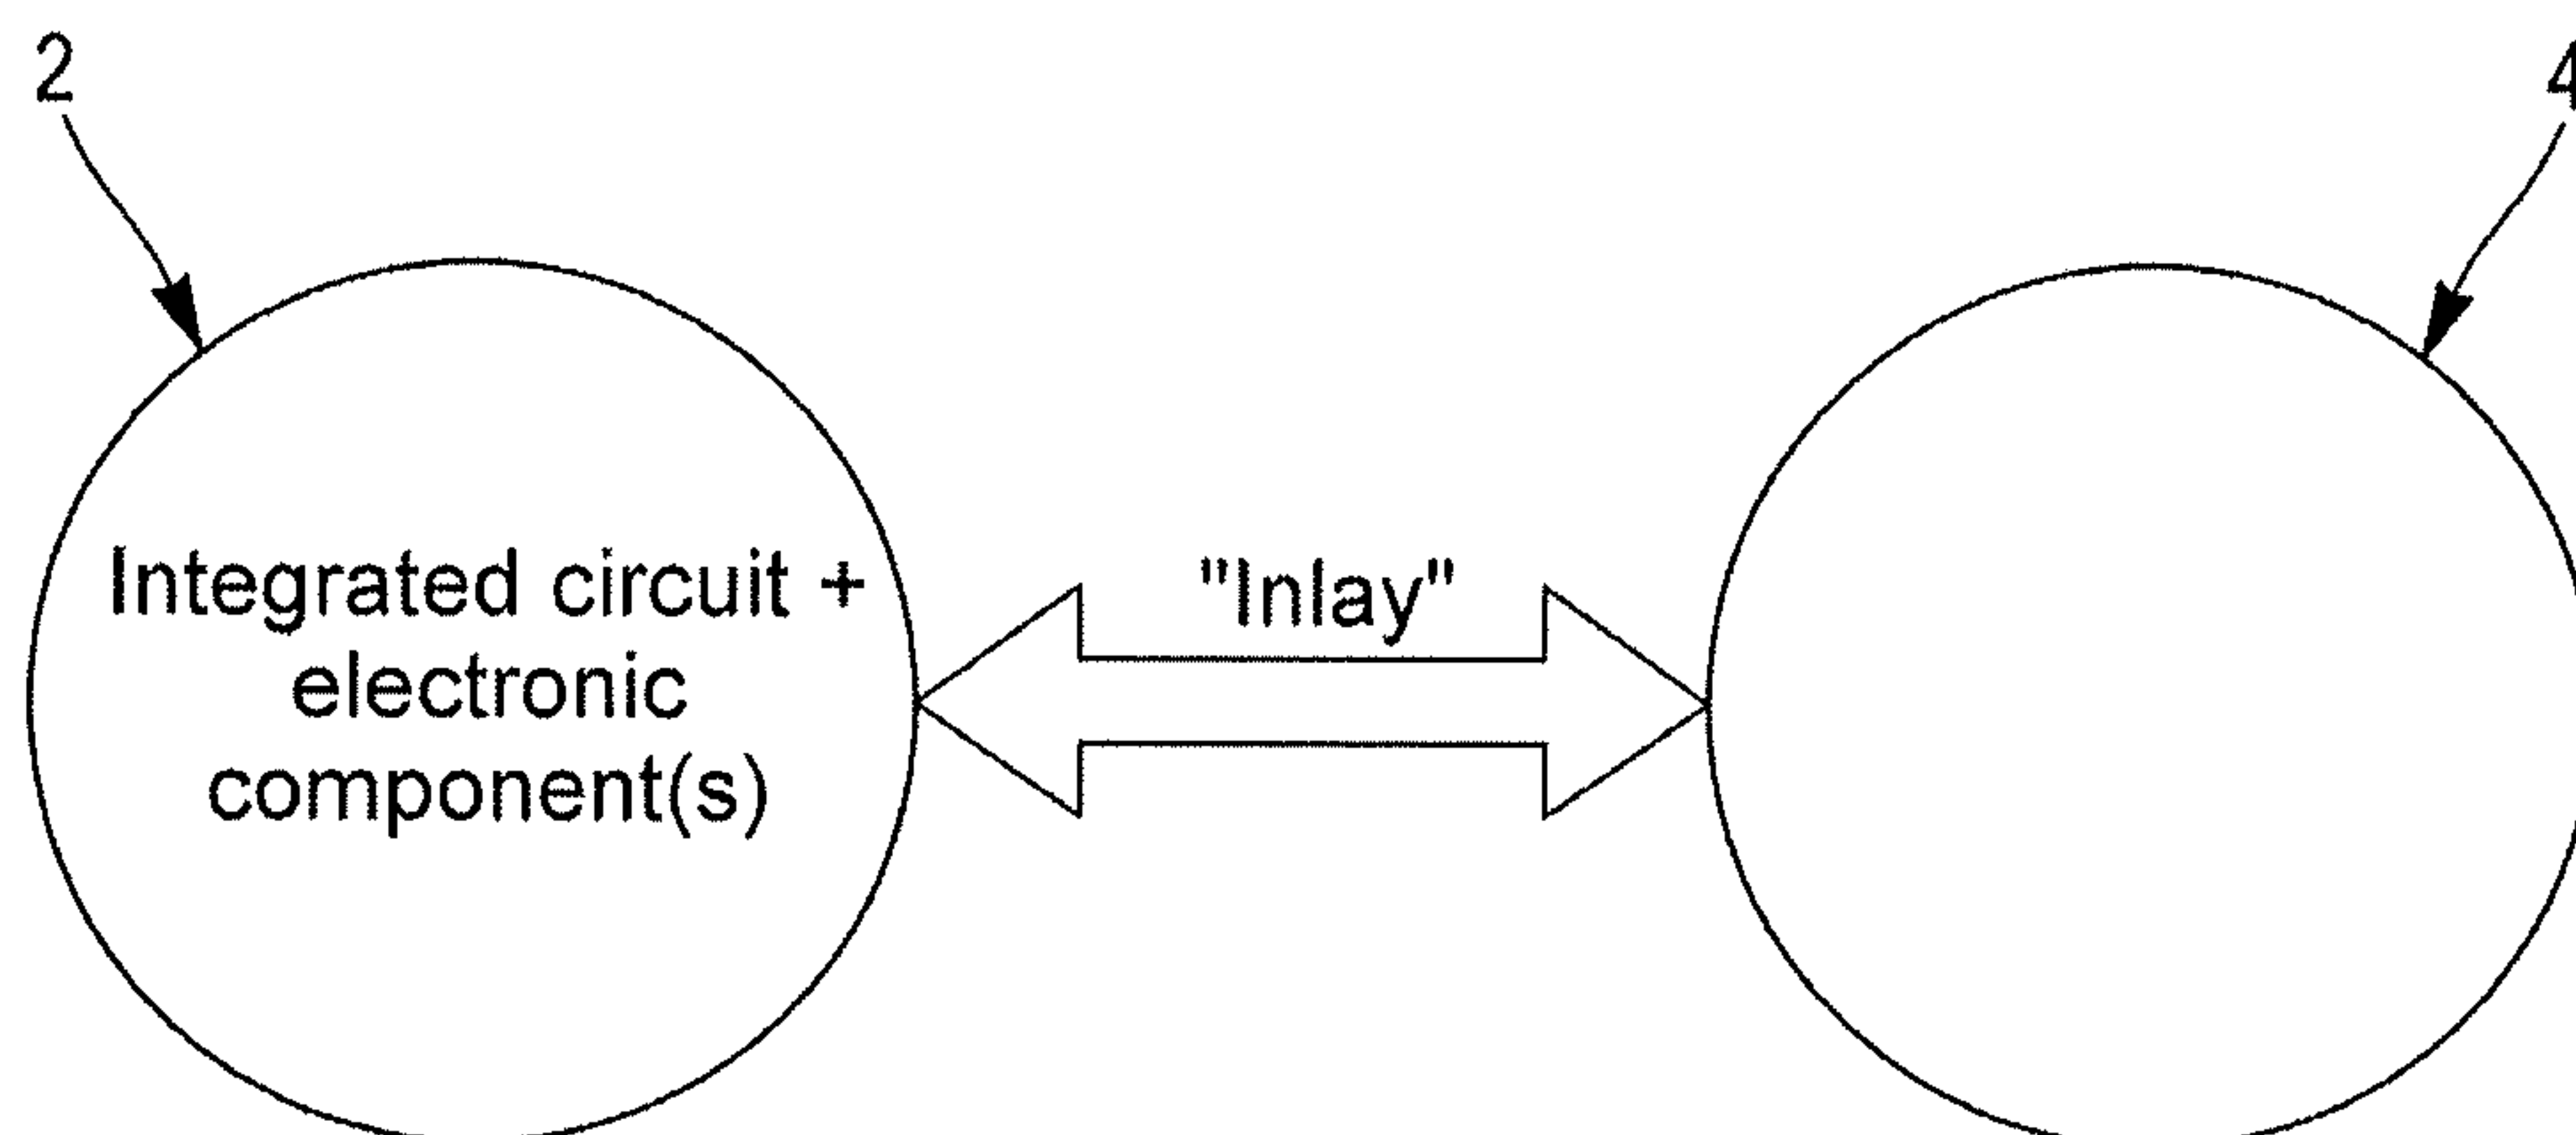 2
4
"Inlay"
Integrated circuit +
electronic
component(s)